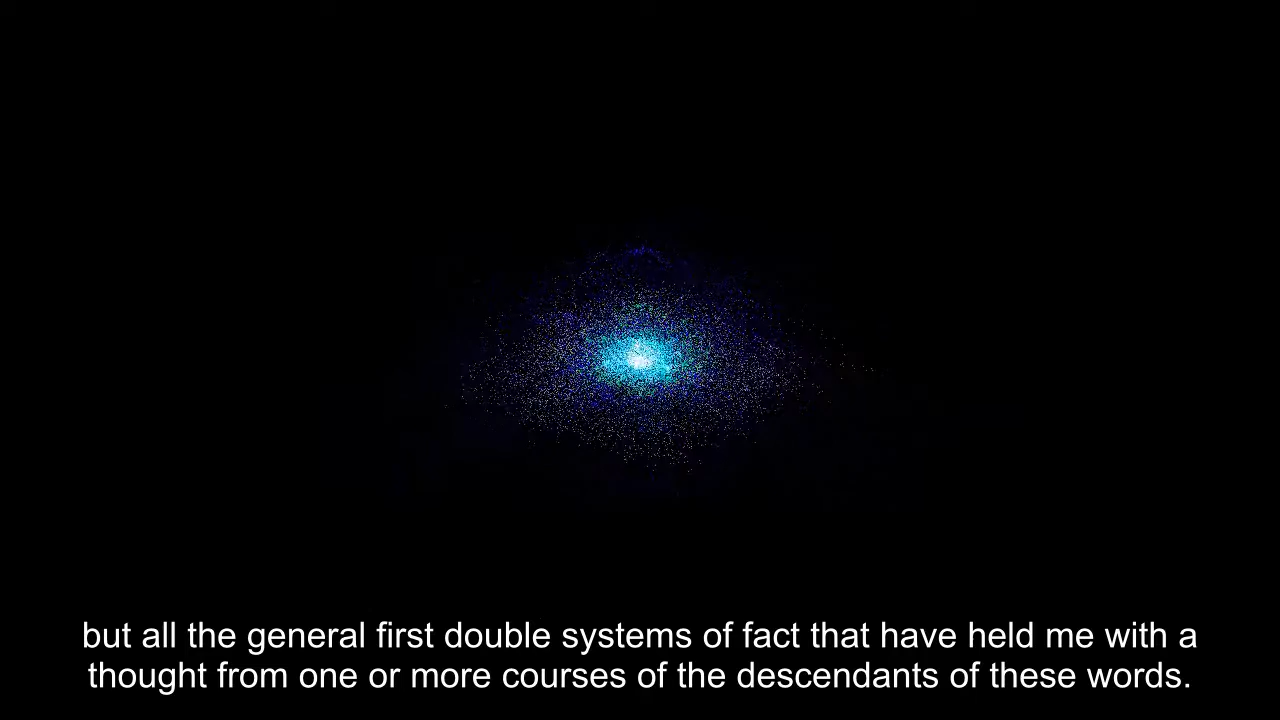 but all the general first double systems of fact that have held me with a
thought from one or more courses of the descendants of these words.